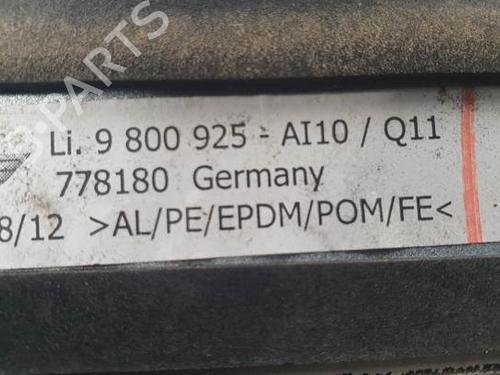 Li. 9 800 925 - AI10 / Q11
778180 Germany
8/12 >AL/PE/EPDM/POM/FE<